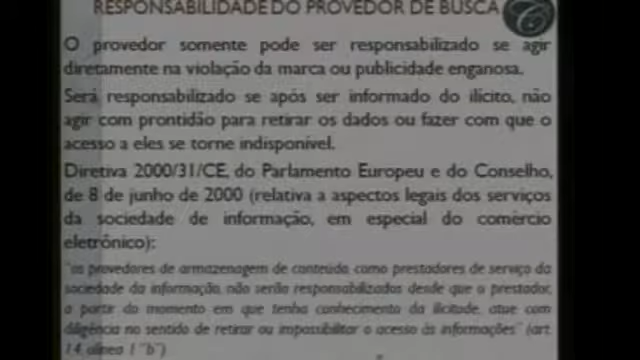 RESPONSABILIDADE DO PROVEDOR DE BUSCA
O provedor somente pode ser responsabilizado se agir
diretamente na violação da marca ou publicidade enganosa.
Será responsabilizado se após ser informado do ilícito, não
agir com prontidão para retirar os dados ou fazer com que o
acesso a eles se torne indisponível.
Diretiva 2000/31/CE, do Parlamento Europeu e do Conselho,
de 8 de junho de 2000 (relativa a aspectos legais dos serviços
da sociedade de informação, em especial do comércio
eletrônico):
"os provedores de armazenagem de conteúdo, como prestadores de serviço da
sociedade da informação, não serão responsabilizados desde que o prestador,
a partir do momento em que tenha conhecimento da ilicitude, atue com
diligência no sentido de retirar ou impossibilitar o acesso às informações" (art.
14 alínea 1 "b")